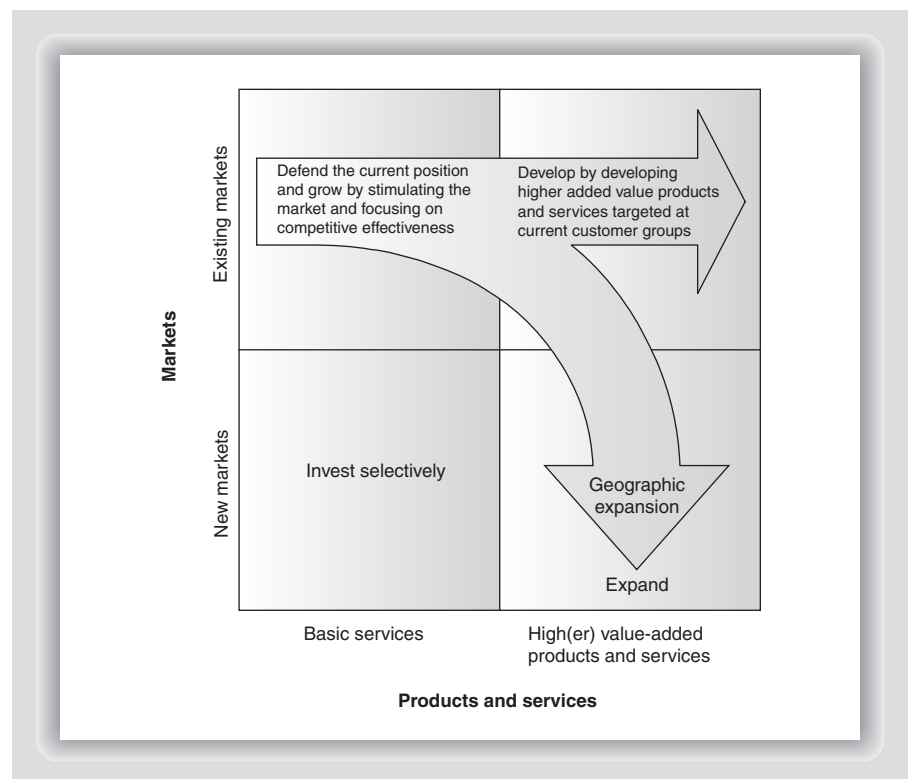 Markets
Existing markets
Defend the current position
and grow by stimulating the
market and focusing on
competitive effectiveness
Develop by developing
higher added value products
and services targeted at
current customer groups
New markets
Invest selectively
Geographic
expansion
Expand
Basic services
High(er) value-added
products and services
Products and services